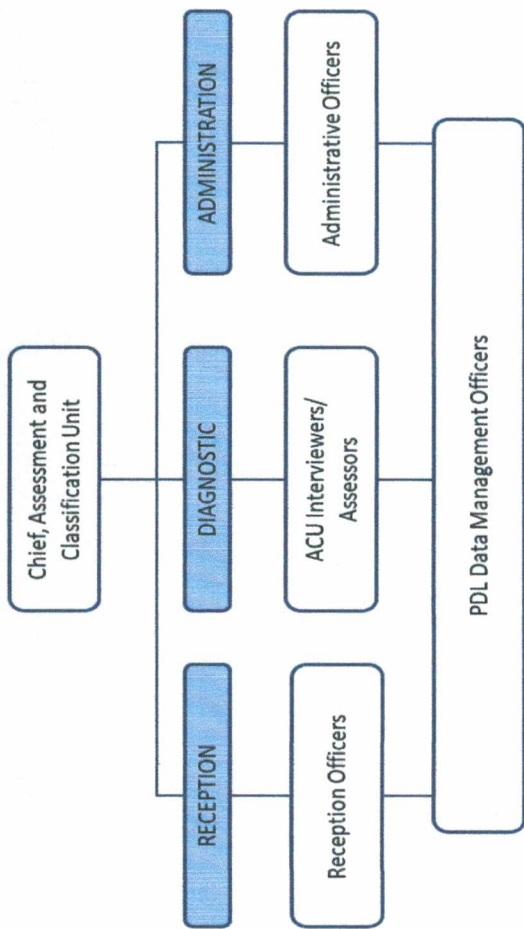 Chief, Assessment and
Classification Unit
RECEPTION
DIAGNOSTIC
ADMINISTRATION
Reception Officers
ACU Interviewers/
Assessors
Administrative Officers
PDL Data Management Officers